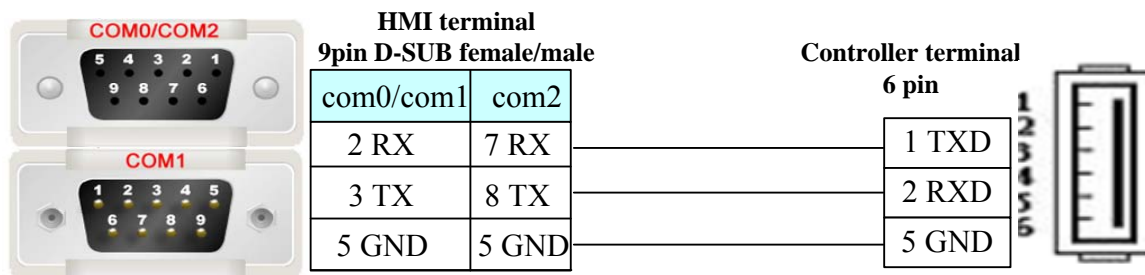 COM0/COM2
5 4 3 2 1
9 8 7 6
COM1
1 2 3 4 5
6 7 8 9
HMI terminal
9pin D-SUB female/male
com0/com1 com2
2 RX 7 RX
3 TX 8 TX
5 GND 5 GND
Controller terminal
6 pin
1 TXD
2 RXD
5 GND
1
2
3
4
5
6